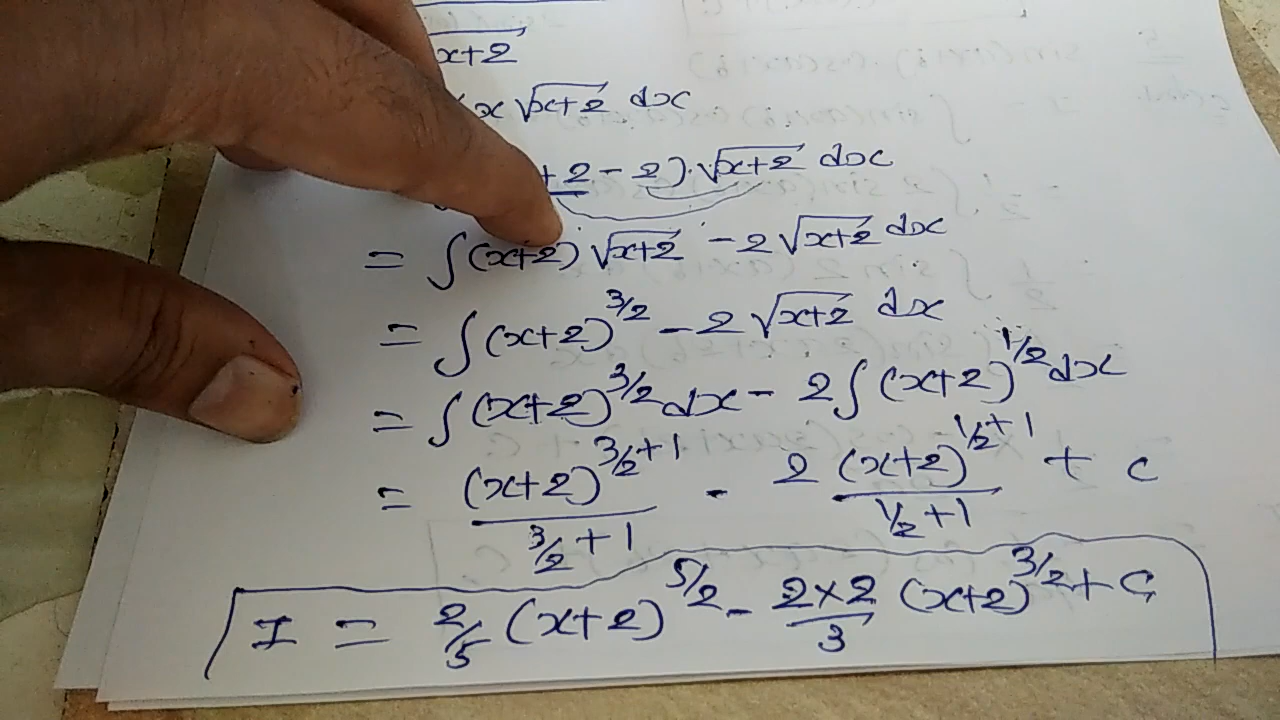 x+2
x √x+2 dx
+2 - 2).√x+2 dx
= ∫(x+2) √x+2 - 2 √x+2 dx
= ∫(x+2)^3/2 - 2 √x+2 dx
= ∫(x+2)^3/2 dx - 2∫(x+2)^1/2 dx
= (x+2)^3/2+1 / 3/2+1 - 2 (x+2)^1/2+1 / 1/2+1 + c
I = 2/5 (x+2)^5/2 - 2×2/3 (x+2)^3/2 + C